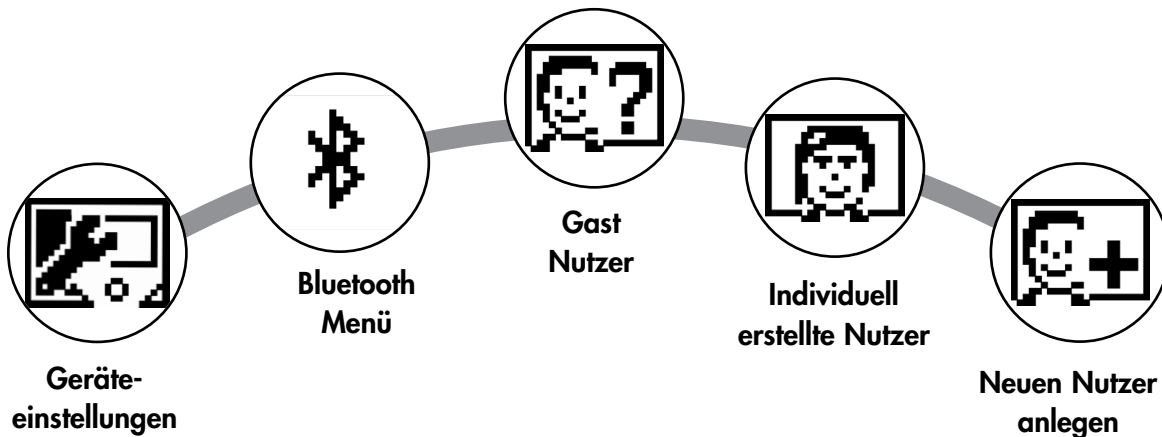 Geräte-
einstellungen
Bluetooth
Menü
?
Gast
Nutzer
Individuell
erstellte Nutzer
+
Neuen Nutzer
anlegen